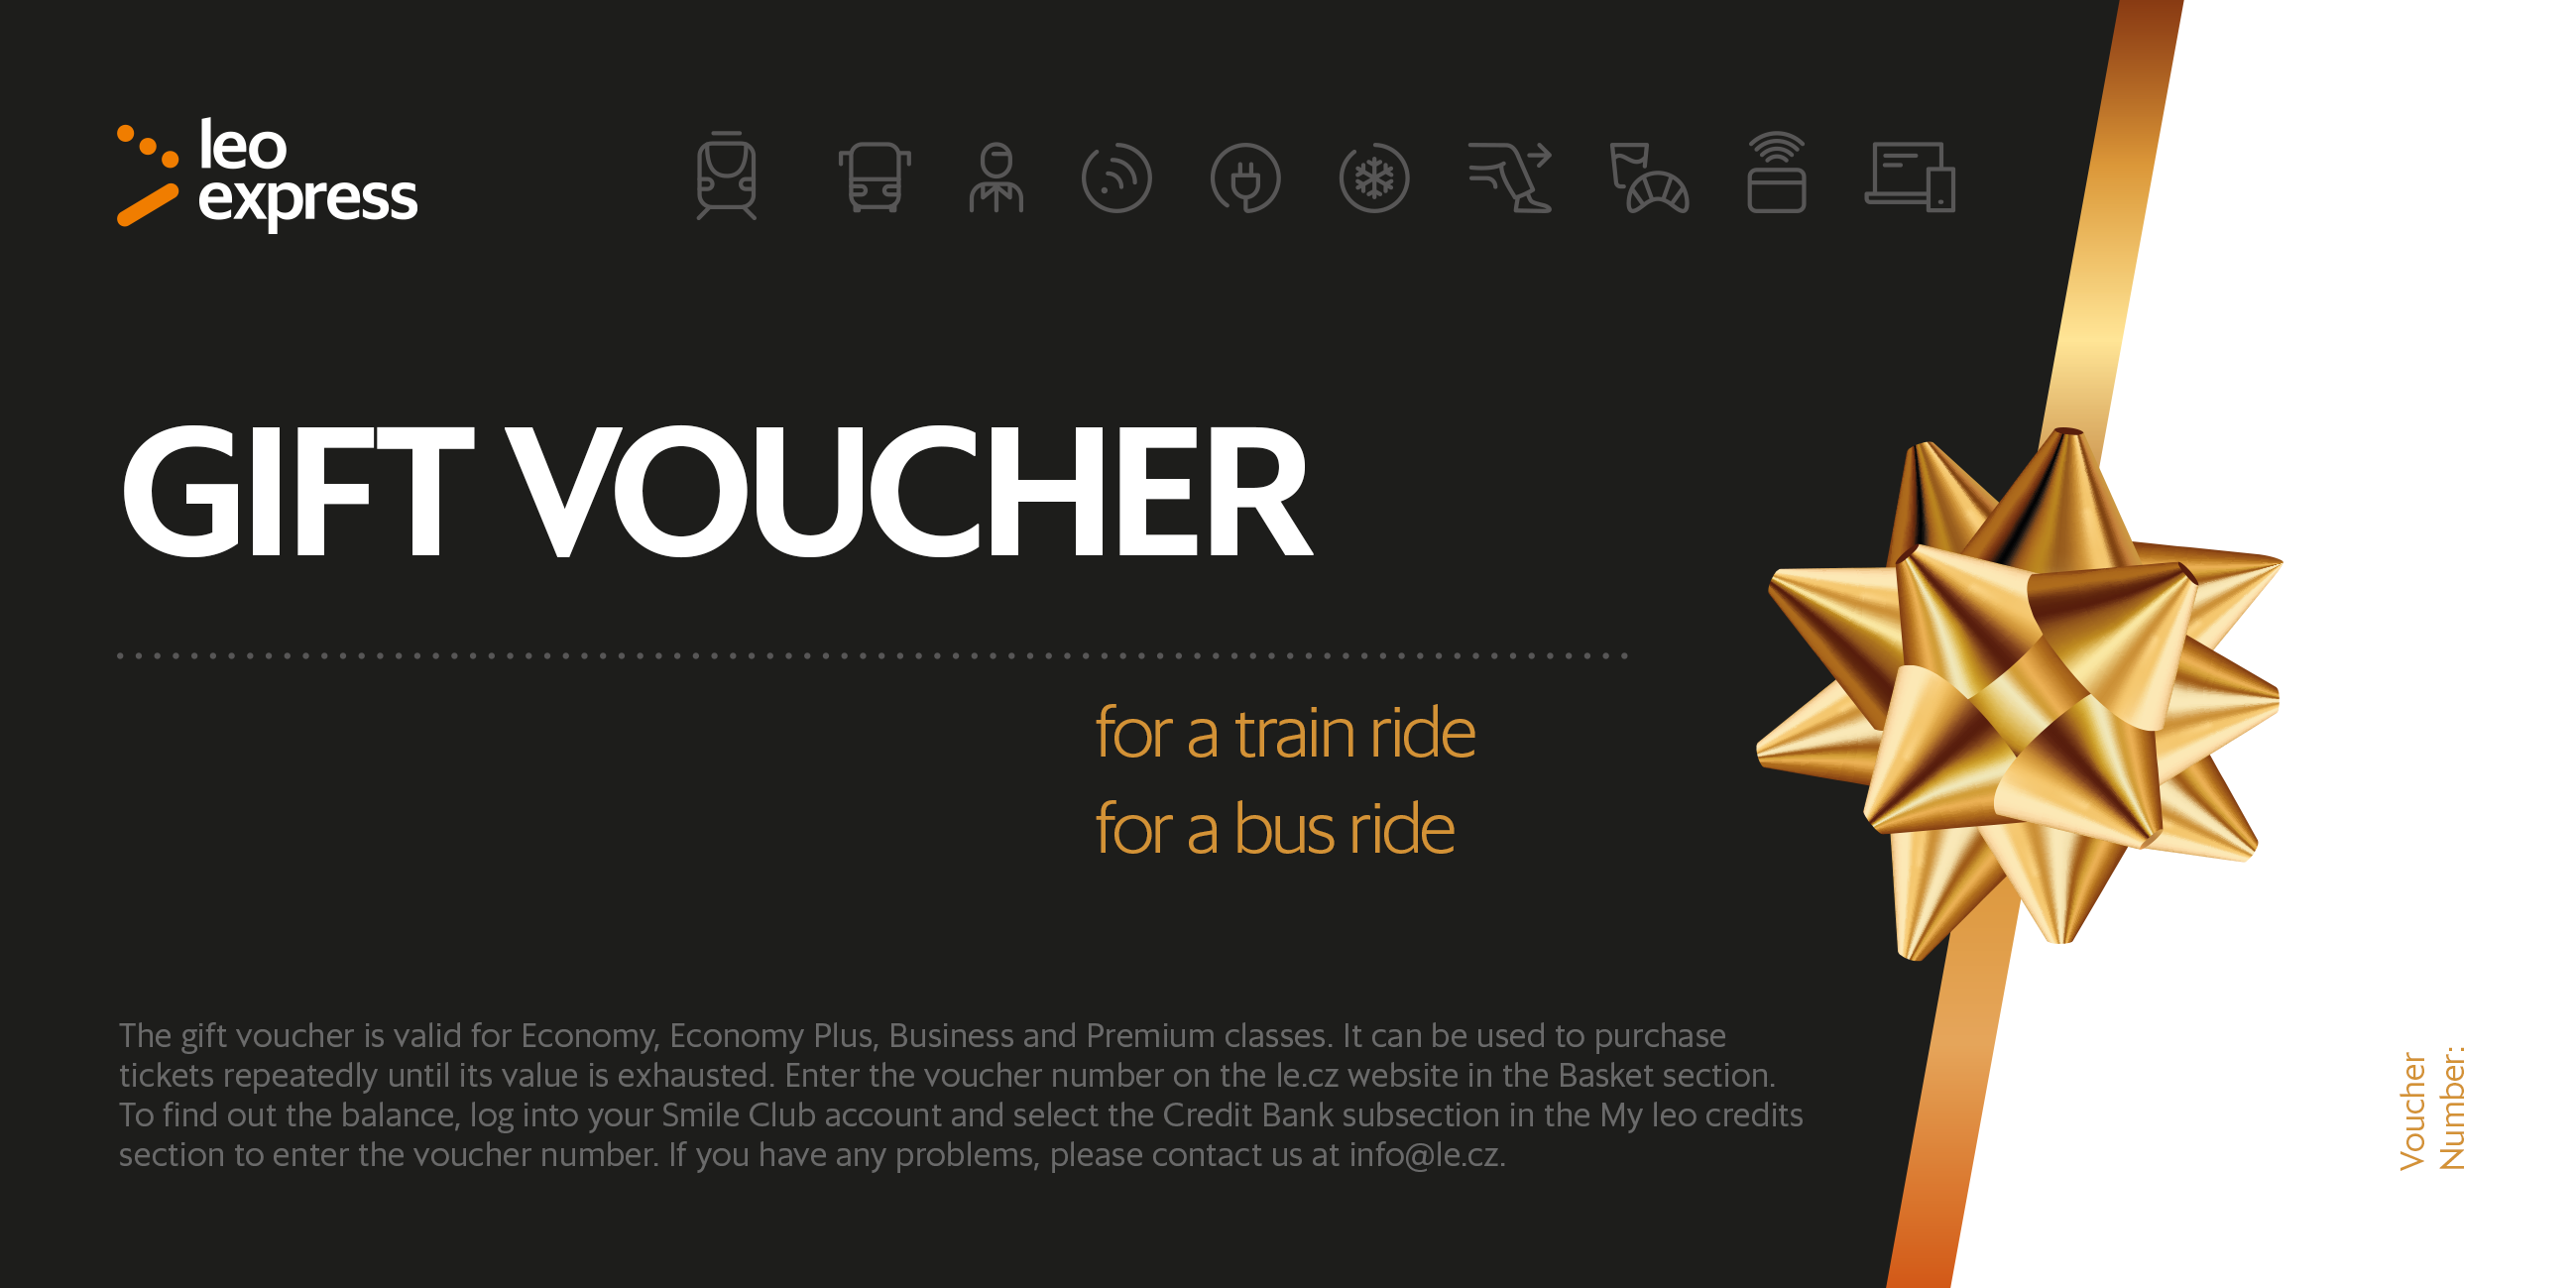 leo
express
GIFT VOUCHER
for a train ride
for a bus ride
The gift voucher is valid for Economy, Economy Plus, Business and Premium classes. It can be used to purchase
tickets repeatedly until its value is exhausted. Enter the voucher number on the le.cz website in the Basket section.
To find out the balance, log into your Smile Club account and select the Credit Bank subsection in the My leo credits
section to enter the voucher number. If you have any problems, please contact us at info@le.cz.
Voucher
Number: